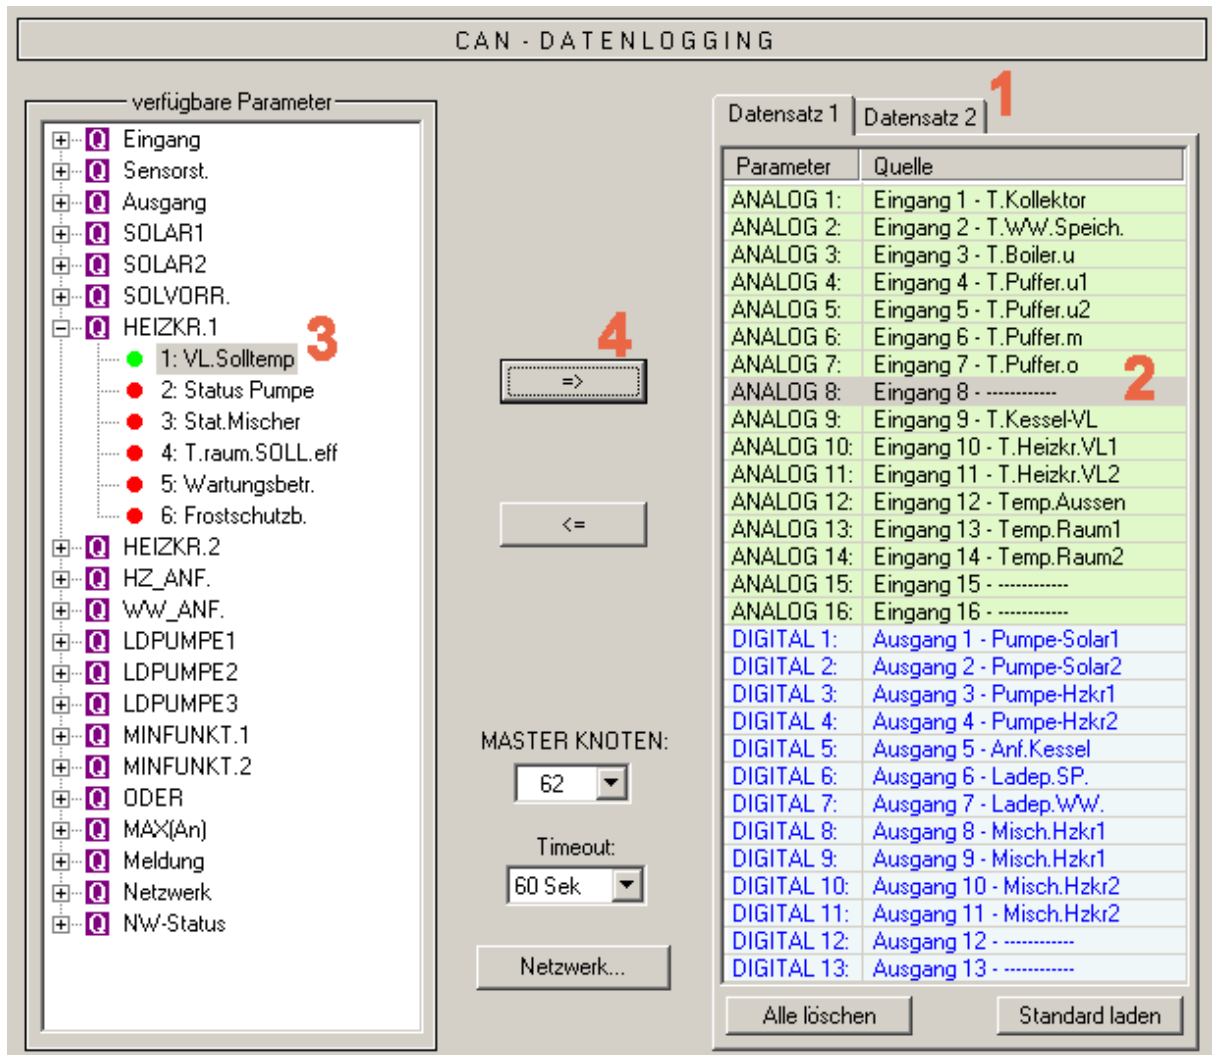 CAN - DATENLOGGING
verfügbare Parameter
Eingang
Sensorst.
Ausgang
SOLAR1
SOLAR2
SOLVORR.
HEIZKR.1
1: VL.Solltemp
3
2: Status Pumpe
3: Stat.Mischer
4: T.raum.SOLL.eff
5: Wartungsbetr.
6: Frostschutzb.
HEIZKR.2
HZ_ANF.
WW_ANF.
LDPUMPE1
LDPUMPE2
LDPUMPE3
MINFUNKT.1
MINFUNKT.2
ODER
MAX(An)
Meldung
Netzwerk
NW-Status
4
=>
<=
MASTER KNOTEN:
62
Timeout:
60 Sek
Netzwerk...
1
Datensatz 1 Datensatz 2
Parameter Quelle
ANALOG 1: Eingang 1 - T.Kollektor
ANALOG 2: Eingang 2 - T.WW.Speich.
ANALOG 3: Eingang 3 - T.Boiler.u
ANALOG 4: Eingang 4 - T.Puffer.u1
ANALOG 5: Eingang 5 - T.Puffer.u2
ANALOG 6: Eingang 6 - T.Puffer.m
ANALOG 7: Eingang 7 - T.Puffer.o
2
ANALOG 8: Eingang 8 - ------------
ANALOG 9: Eingang 9 - T.Kessel-VL
ANALOG 10: Eingang 10 - T.Heizkr.VL1
ANALOG 11: Eingang 11 - T.Heizkr.VL2
ANALOG 12: Eingang 12 - Temp.Aussen
ANALOG 13: Eingang 13 - Temp.Raum1
ANALOG 14: Eingang 14 - Temp.Raum2
ANALOG 15: Eingang 15 - ------------
ANALOG 16: Eingang 16 - ------------
DIGITAL 1: Ausgang 1 - Pumpe-Solar1
DIGITAL 2: Ausgang 2 - Pumpe-Solar2
DIGITAL 3: Ausgang 3 - Pumpe-Hzkr1
DIGITAL 4: Ausgang 4 - Pumpe-Hzkr2
DIGITAL 5: Ausgang 5 - Anf.Kessel
DIGITAL 6: Ausgang 6 - Ladep.SP.
DIGITAL 7: Ausgang 7 - Ladep.WW.
DIGITAL 8: Ausgang 8 - Misch.Hzkr1
DIGITAL 9: Ausgang 9 - Misch.Hzkr1
DIGITAL 10: Ausgang 10 - Misch.Hzkr2
DIGITAL 11: Ausgang 11 - Misch.Hzkr2
DIGITAL 12: Ausgang 12 - ------------
DIGITAL 13: Ausgang 13 - ------------
Alle löschen Standard laden